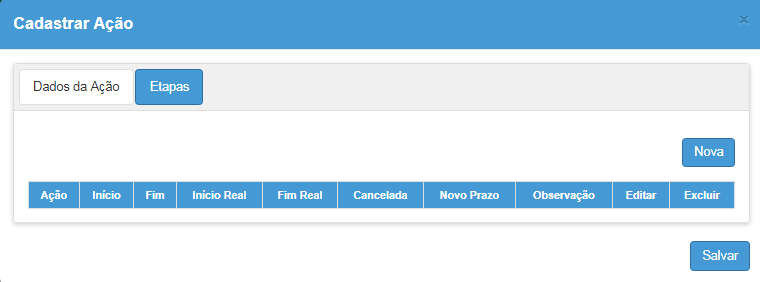 Cadastrar Ação ×
Dados da Ação Etapas
Nova
Ação Início Fim Início Real Fim Real Cancelada Novo Prazo Observação Editar Excluir
Salvar